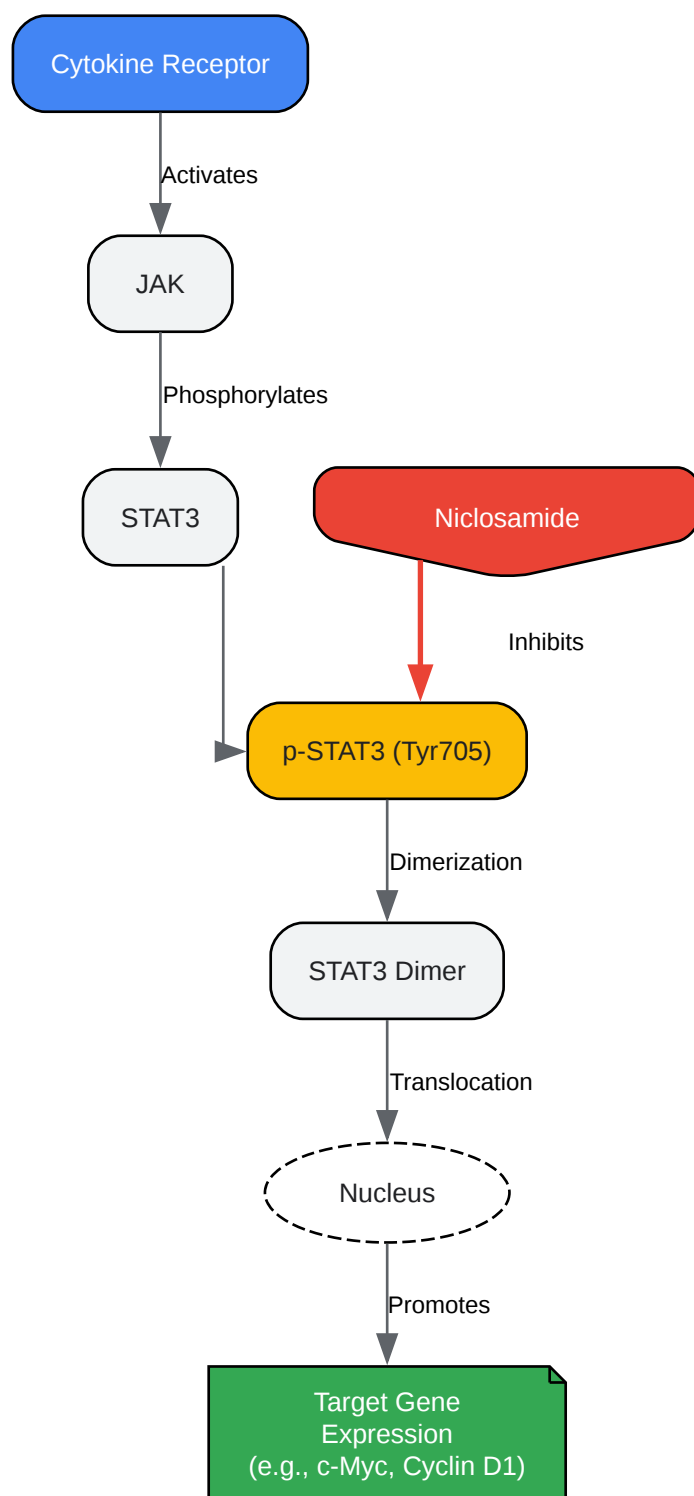 Cytokine Receptor
Activates
JAK
Phosphorylates
STAT3
Niclosamide
Inhibits
p-STAT3 (Tyr705)
Dimerization
STAT3 Dimer
Translocation
Nucleus
Promotes
Target Gene
Expression
(e.g., c-Myc, Cyclin D1)